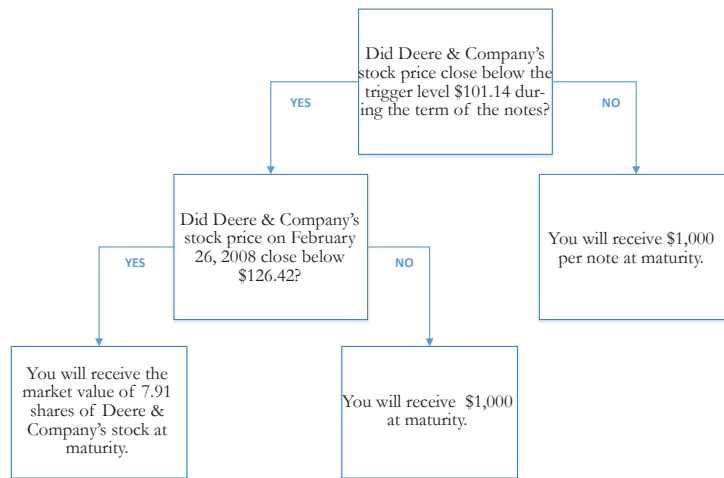 Did Deere & Company's
stock price close below the
trigger level $101.14 dur-
ing the term of the notes?
YES
NO
Did Deere & Company's
stock price on February
26, 2008 close below
$126.42?
You will receive $1,000
per note at maturity.
YES
NO
You will receive the
market value of 7.91
shares of Deere &
Company's stock at
maturity.
You will receive $1,000
at maturity.